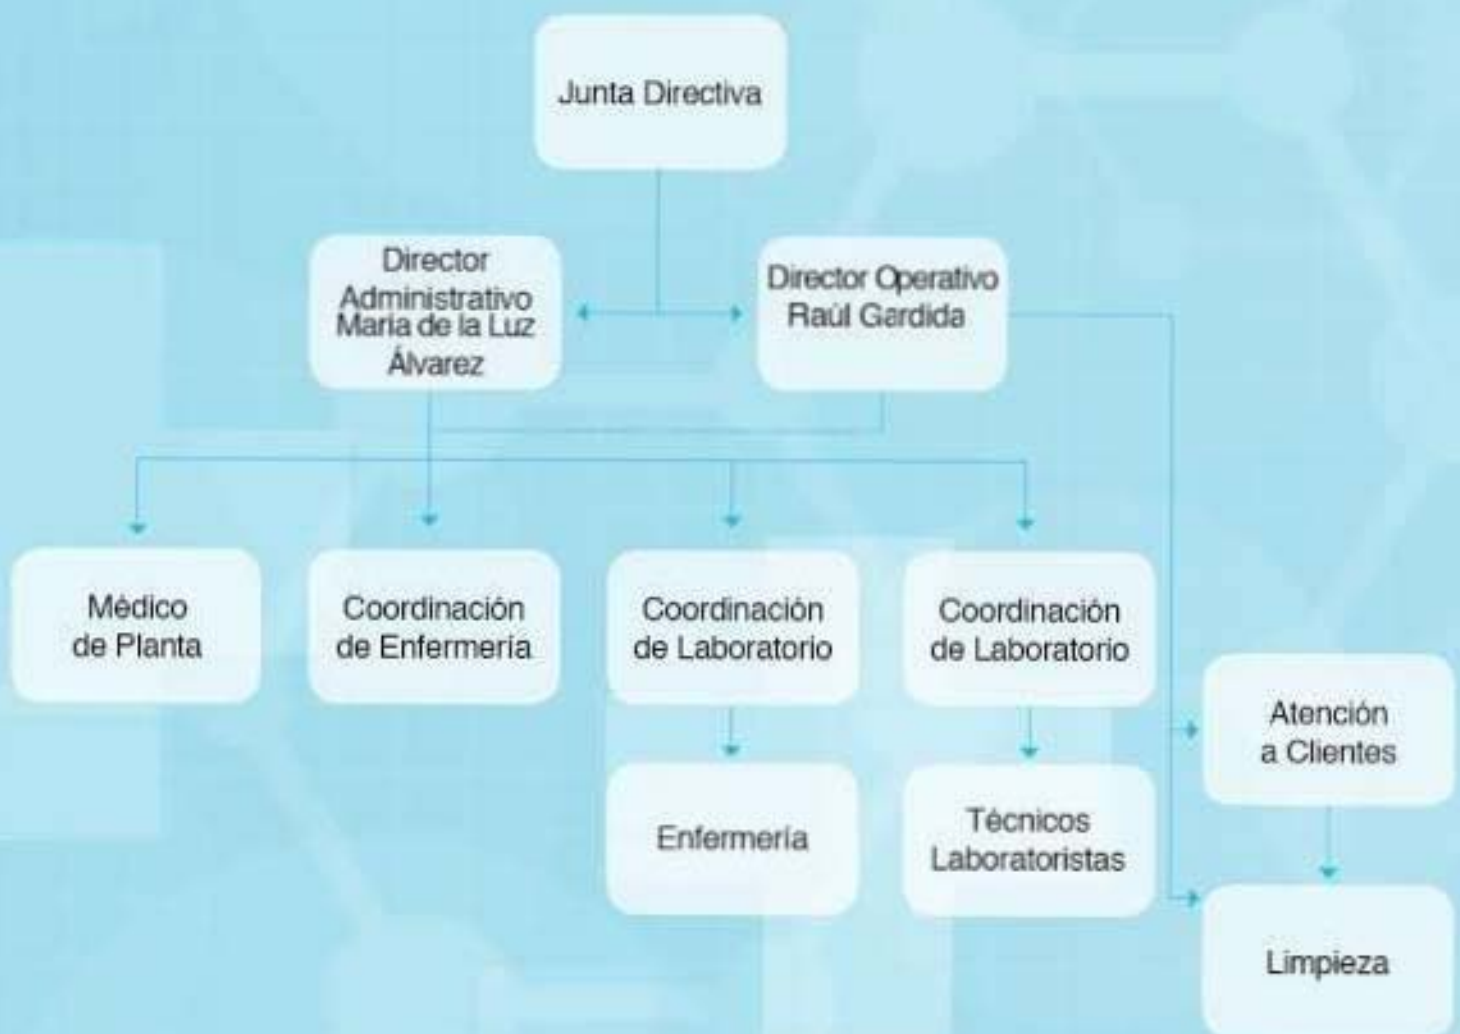 Junta Directiva
Director
Administrativo
Maria de la Luz
Álvarez
Director Operativo
Raúl Gardida
Médico
de Planta
Coordinación
de Enfermería
Coordinación
de Laboratorio
Coordinación
de Laboratorio
Atención
a Clientes
Enfermería
Técnicos
Laboratoristas
Limpieza